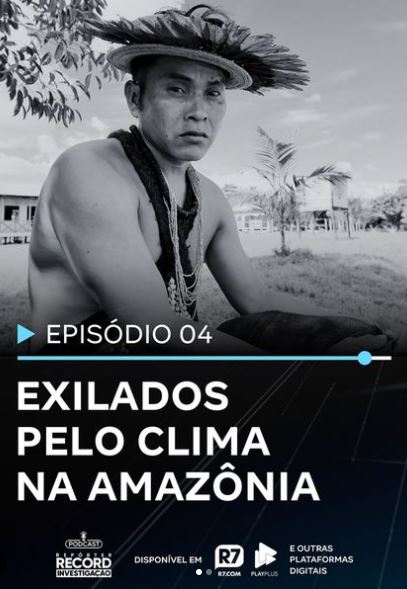 EPISÓDIO 04
EXILADOS
PELO CLIMA
NA AMAZÔNIA
PODCAST
REPÓRTER
RECORD
INVESTIGAÇÃO
DISPONÍVEL EM
R7
R7.COM
PLAYPLUS
E OUTRAS
PLATAFORMAS
DIGITAIS